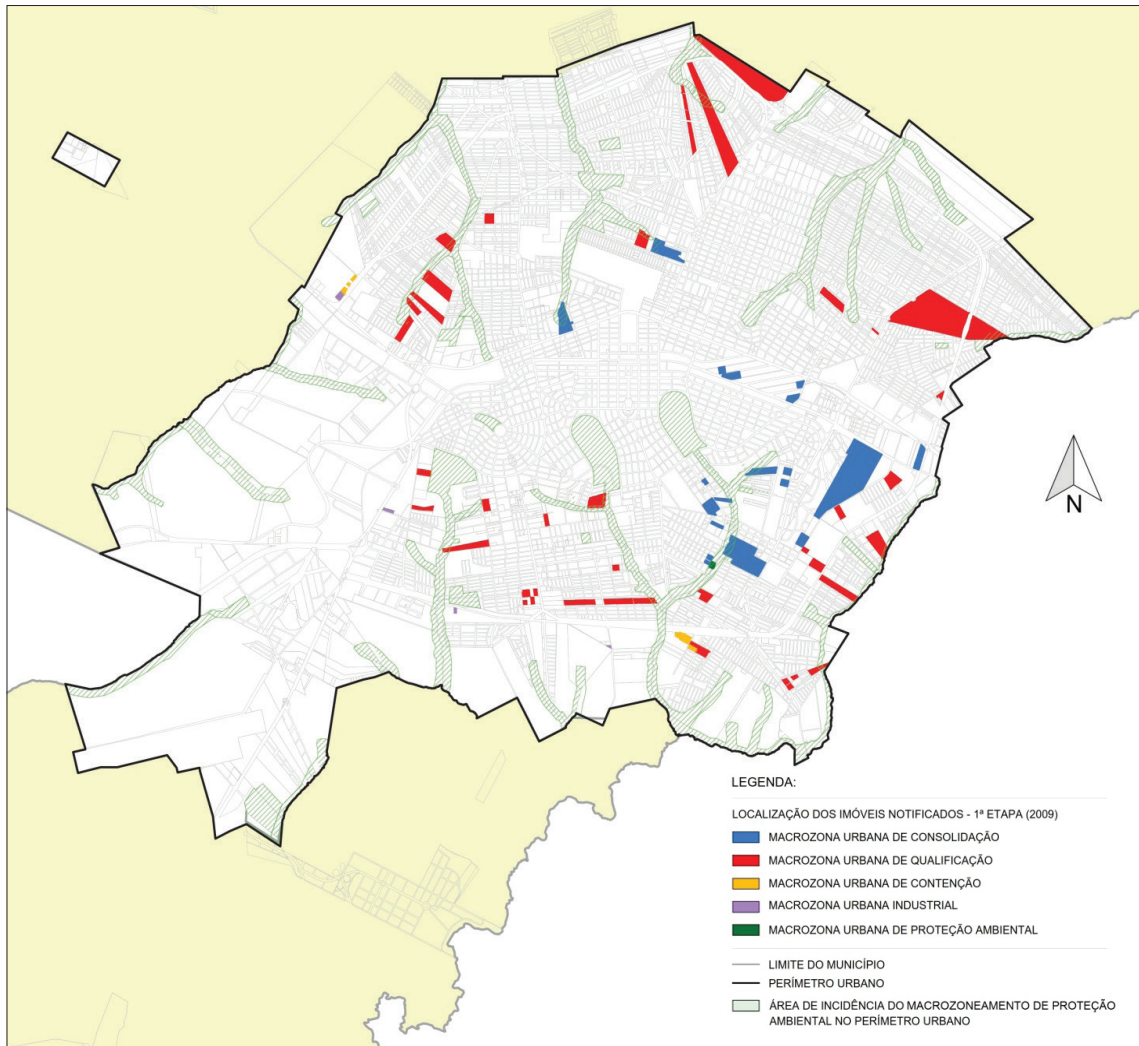 N
LEGENDA:
LOCALIZAÇÃO DOS IMÓVEIS NOTIFICADOS - 1ª ETAPA (2009)
MACROZONA URBANA DE CONSOLIDAÇÃO
MACROZONA URBANA DE QUALIFICAÇÃO
MACROZONA URBANA DE CONTENÇÃO
MACROZONA URBANA INDUSTRIAL
MACROZONA URBANA DE PROTEÇÃO AMBIENTAL
LIMITE DO MUNICÍPIO
PERÍMETRO URBANO
ÁREA DE INCIDÊNCIA DO MACROZONEAMENTO DE PROTEÇÃO
AMBIENTAL NO PERÍMETRO URBANO